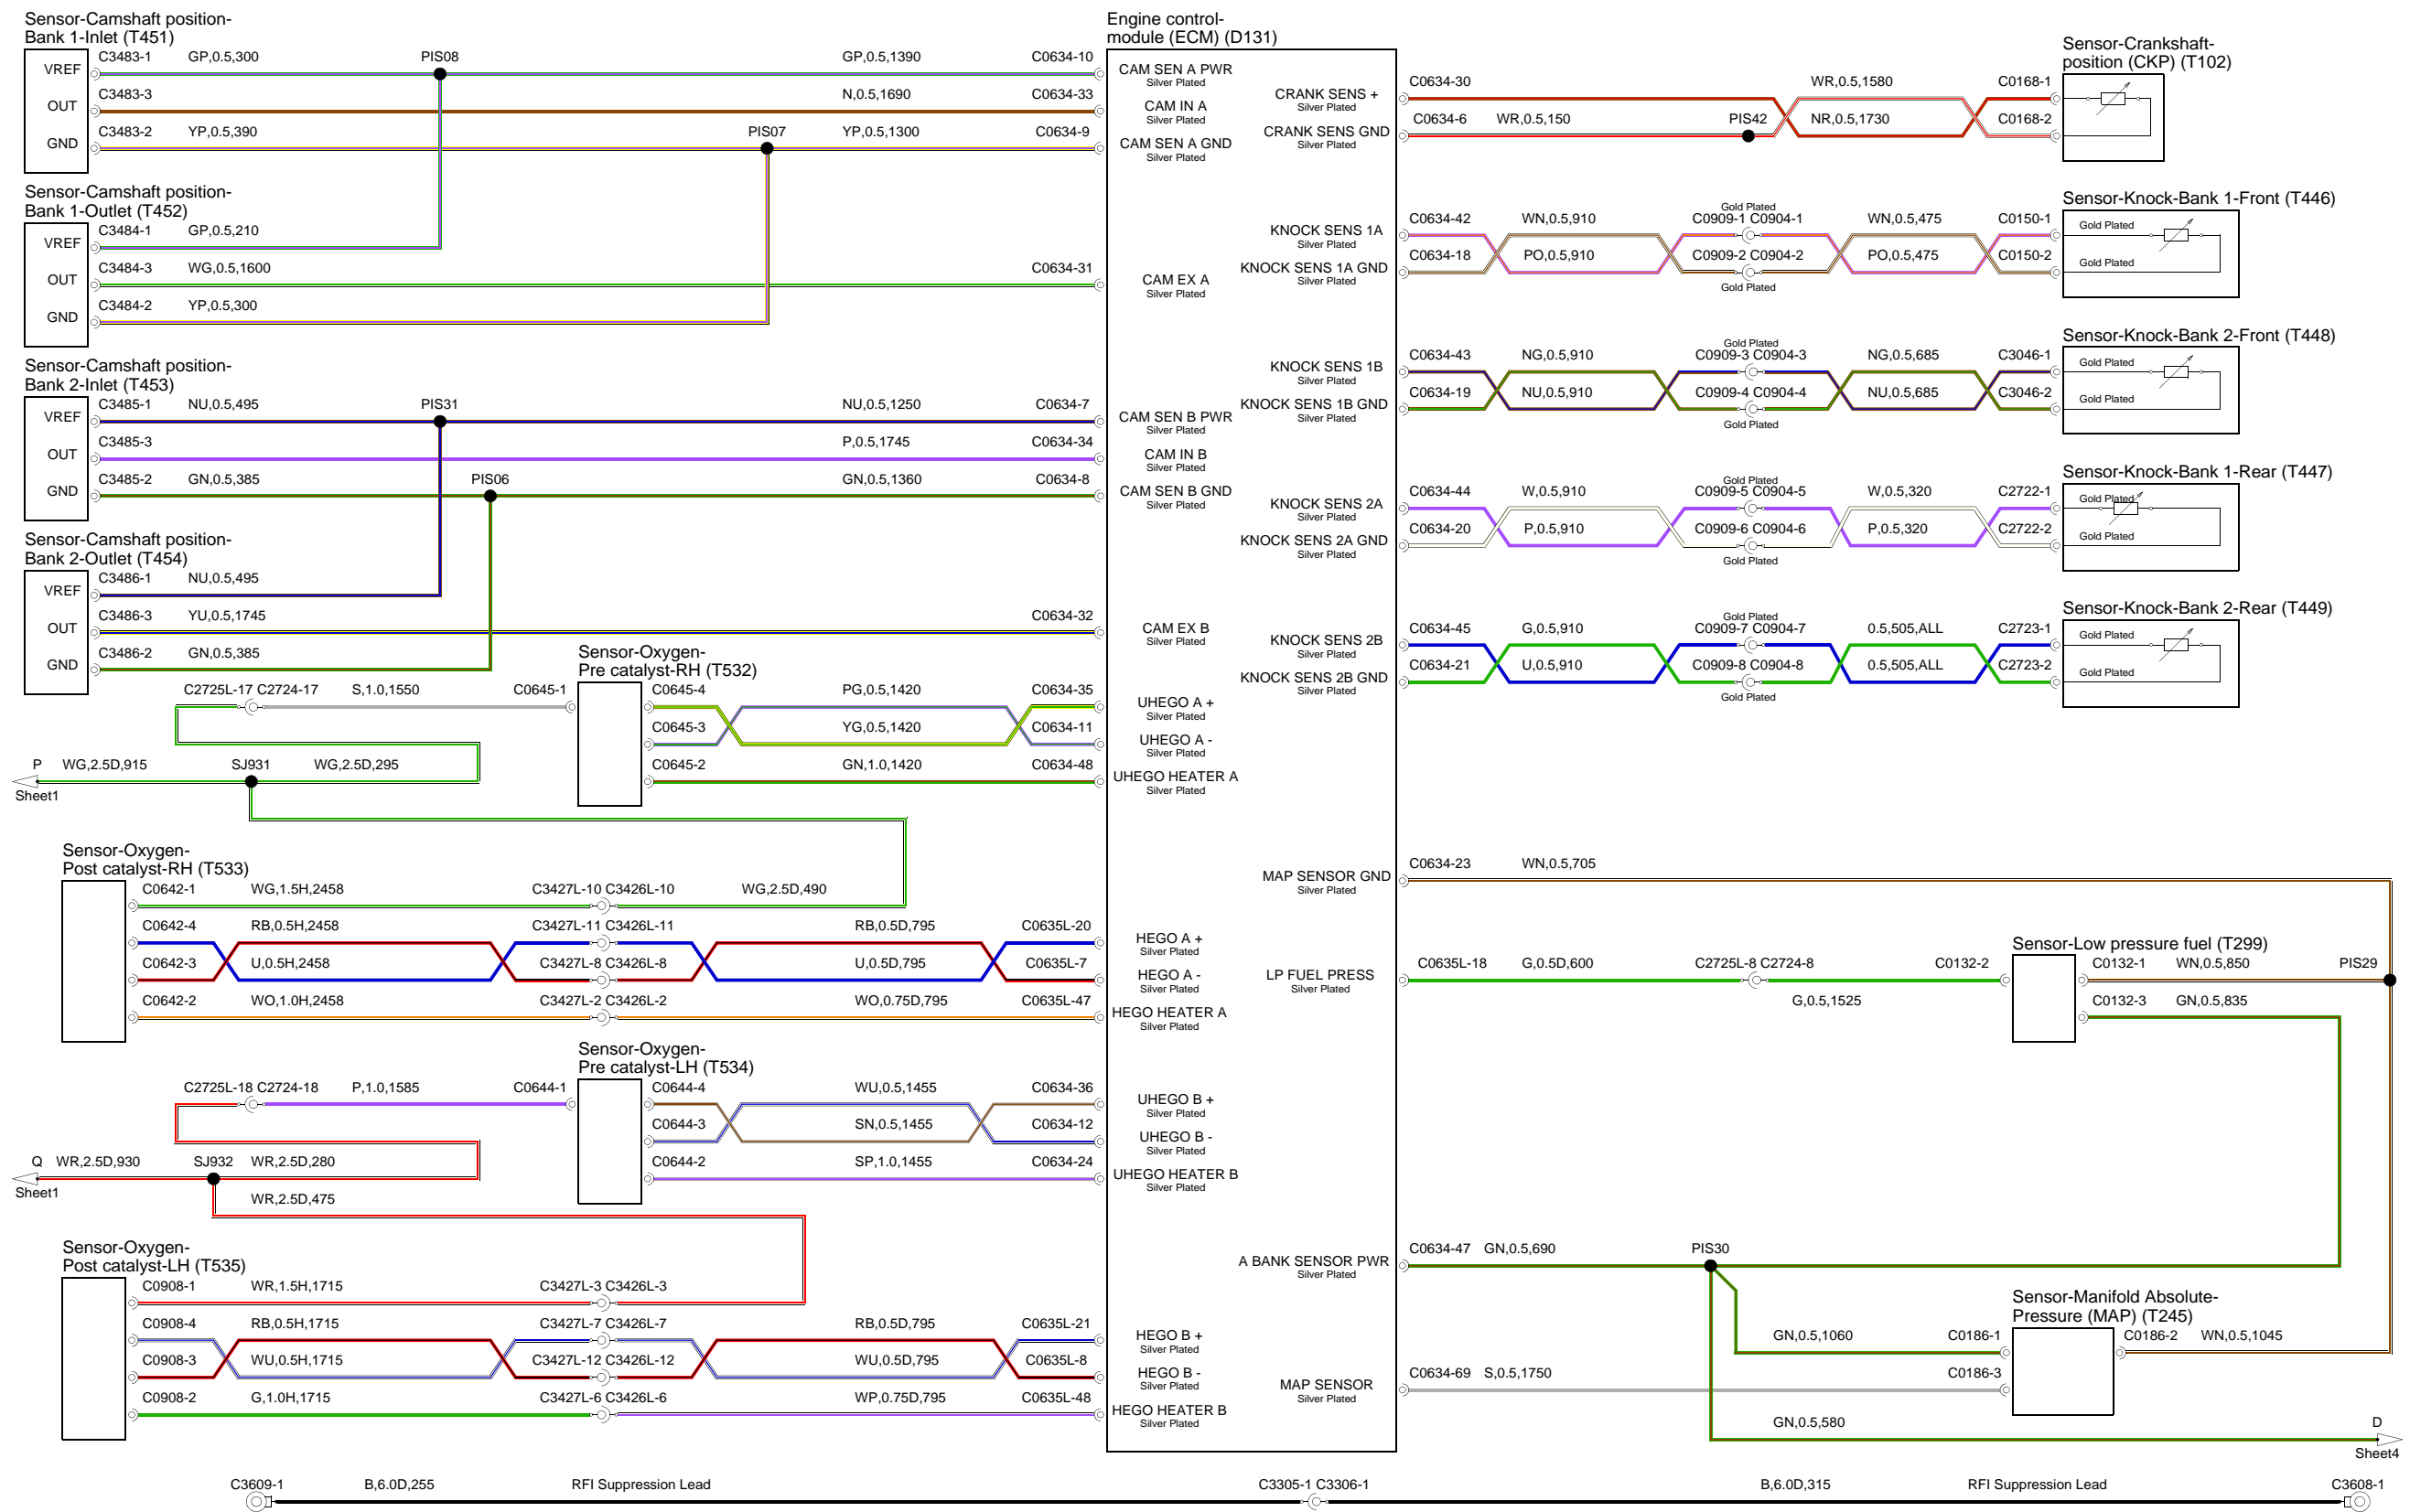 Sensor-Camshaft position-
Bank 1-Inlet (T451)
VREF
OUT
GND
C3483-1
GP,0.5,300
PIS08
GP,0.5,1390
C0634-10
C3483-3
N,0.5,1690
C0634-33
C3483-2
YP,0.5,390
PIS07
YP,0.5,1300
C0634-9
Sensor-Camshaft position-
Bank 1-Outlet (T452)
VREF
OUT
GND
C3484-1
GP,0.5,210
C3484-3
WG,0.5,1600
C0634-31
C3484-2
YP,0.5,300
Sensor-Camshaft position-
Bank 2-Inlet (T453)
VREF
OUT
GND
C3485-1
NU,0.5,495
PIS31
NU,0.5,1250
C0634-7
C3485-3
P,0.5,1745
C0634-34
C3485-2
GN,0.5,385
PIS06
GN,0.5,1360
C0634-8
Sensor-Camshaft position-
Bank 2-Outlet (T454)
VREF
OUT
GND
C3486-1
NU,0.5,495
C3486-3
YU,0.5,1745
C0634-32
C3486-2
GN,0.5,385
Sensor-Oxygen-
Pre catalyst-RH (T532)
C2725L-17 C2724-17
S,1.0,1550
C0645-1
C0645-4
PG,0.5,1420
C0634-35
C0645-3
YG,0.5,1420
C0634-11
C0645-2
GN,1.0,1420
C0634-48
P
WG,2.5D,915
SJ931
WG,2.5D,295
Sheet1
Sensor-Oxygen-
Post catalyst-RH (T533)
C0642-1
WG,1.5H,2458
C3427L-10 C3426L-10
WG,2.5D,490
C0642-4
RB,0.5H,2458
C3427L-11 C3426L-11
RB,0.5D,795
C0635L-20
C0642-3
U,0.5H,2458
C3427L-8 C3426L-8
U,0.5D,795
C0635L-7
C0642-2
WO,1.0H,2458
C3427L-2 C3426L-2
WO,0.75D,795
C0635L-47
Sensor-Oxygen-
Pre catalyst-LH (T534)
C2725L-18 C2724-18
P,1.0,1585
C0644-1
C0644-4
WU,0.5,1455
C0634-36
C0644-3
SN,0.5,1455
C0634-12
C0644-2
SP,1.0,1455
C0634-24
Q
WR,2.5D,930
SJ932
WR,2.5D,280
Sheet1
WR,2.5D,475
Sensor-Oxygen-
Post catalyst-LH (T535)
C0908-1
WR,1.5H,1715
C3427L-3 C3426L-3
C0908-4
RB,0.5H,1715
C3427L-7 C3426L-7
RB,0.5D,795
C0635L-21
C0908-3
WU,0.5H,1715
C3427L-12 C3426L-12
WU,0.5D,795
C0635L-8
C0908-2
G,1.0H,1715
C3427L-6 C3426L-6
WP,0.75D,795
C0635L-48
Engine control-
module (ECM) (D131)
CAM SEN A PWR
Silver Plated
CAM IN A
Silver Plated
CAM SEN A GND
Silver Plated
CAM EX A
Silver Plated
CAM SEN B PWR
Silver Plated
CAM IN B
Silver Plated
CAM SEN B GND
Silver Plated
CAM EX B
Silver Plated
UHEGO A +
Silver Plated
UHEGO A -
Silver Plated
UHEGO HEATER A
Silver Plated
HEGO A +
Silver Plated
HEGO A -
Silver Plated
HEGO HEATER A
Silver Plated
UHEGO B +
Silver Plated
UHEGO B -
Silver Plated
UHEGO HEATER B
Silver Plated
HEGO B +
Silver Plated
HEGO B -
Silver Plated
HEGO HEATER B
Silver Plated
CRANK SENS +
Silver Plated
CRANK SENS GND
Silver Plated
KNOCK SENS 1A
Silver Plated
KNOCK SENS 1A GND
Silver Plated
KNOCK SENS 1B
Silver Plated
KNOCK SENS 1B GND
Silver Plated
KNOCK SENS 2A
Silver Plated
KNOCK SENS 2A GND
Silver Plated
KNOCK SENS 2B
Silver Plated
KNOCK SENS 2B GND
Silver Plated
MAP SENSOR GND
Silver Plated
LP FUEL PRESS
Silver Plated
A BANK SENSOR PWR
Silver Plated
MAP SENSOR
Silver Plated
Sensor-Crankshaft-
position (CKP) (T102)
C0634-30
WR,0.5,1580
C0168-1
C0634-6
WR,0.5,150
PIS42
NR,0.5,1730
C0168-2
Sensor-Knock-Bank 1-Front (T446)
Gold Plated
C0634-42
WN,0.5,910
C0909-1 C0904-1
WN,0.5,475
C0150-1
Gold Plated
C0634-18
PO,0.5,910
C0909-2 C0904-2
PO,0.5,475
C0150-2
Gold Plated
Gold Plated
Sensor-Knock-Bank 2-Front (T448)
Gold Plated
C0634-43
NG,0.5,910
C0909-3 C0904-3
NG,0.5,685
C3046-1
Gold Plated
C0634-19
NU,0.5,910
C0909-4 C0904-4
NU,0.5,685
C3046-2
Gold Plated
Gold Plated
Sensor-Knock-Bank 1-Rear (T447)
Gold Plated
C0634-44
W,0.5,910
C0909-5 C0904-5
W,0.5,320
C2722-1
Gold Plated
C0634-20
P,0.5,910
C0909-6 C0904-6
P,0.5,320
C2722-2
Gold Plated
Gold Plated
Sensor-Knock-Bank 2-Rear (T449)
Gold Plated
C0634-45
G,0.5,910
C0909-7 C0904-7
0.5,505,ALL
C2723-1
Gold Plated
C0634-21
U,0.5,910
C0909-8 C0904-8
0.5,505,ALL
C2723-2
Gold Plated
Gold Plated
C0634-23
WN,0.5,705
Sensor-Low pressure fuel (T299)
C0635L-18
G,0.5D,600
C2725L-8 C2724-8
G,0.5,1525
C0132-2
C0132-1
WN,0.5,850
PIS29
C0132-3
GN,0.5,835
C0634-47
GN,0.5,690
PIS30
Sensor-Manifold Absolute-
Pressure (MAP) (T245)
GN,0.5,1060
C0186-1
C0186-2
WN,0.5,1045
C0634-69
S,0.5,1750
C0186-3
GN,0.5,580
D
Sheet4
C3609-1
B,6.0D,255
RFI Suppression Lead
C3305-1 C3306-1
B,6.0D,315
RFI Suppression Lead
C3608-1